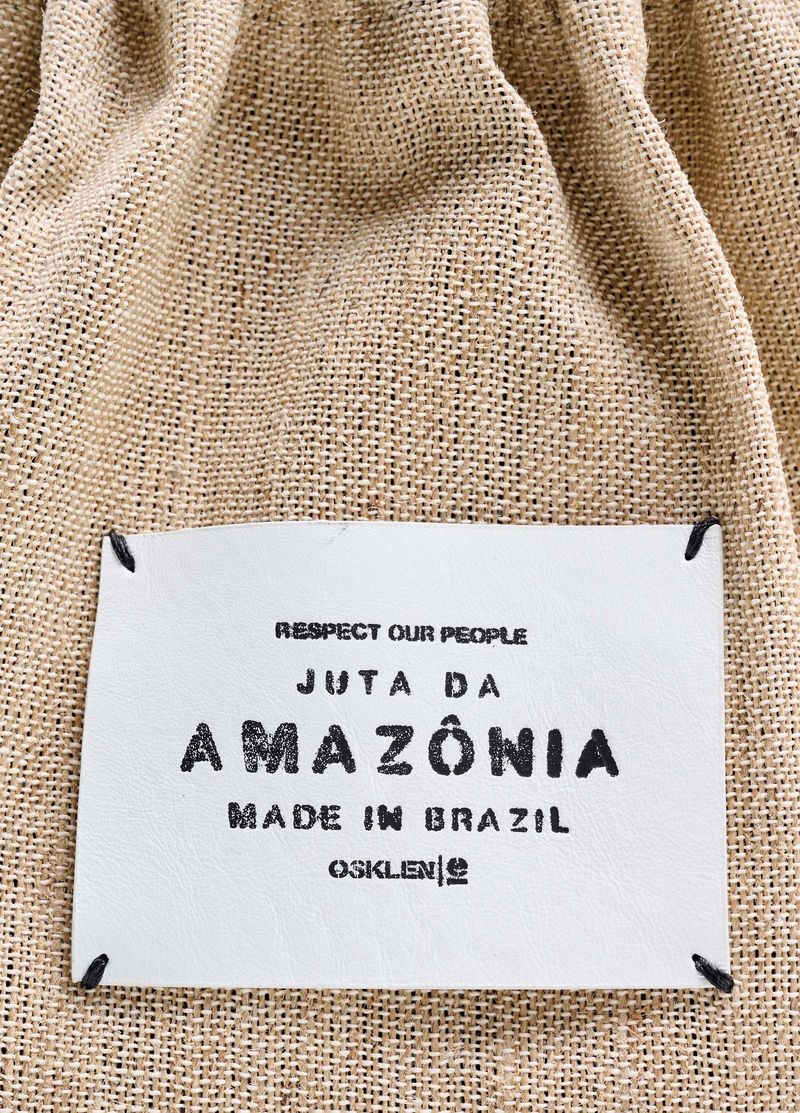 RESPECT OUR PEOPLE
JUTA DA
AMAZÔNIA
MADE IN BRAZIL
OSKLEN|e